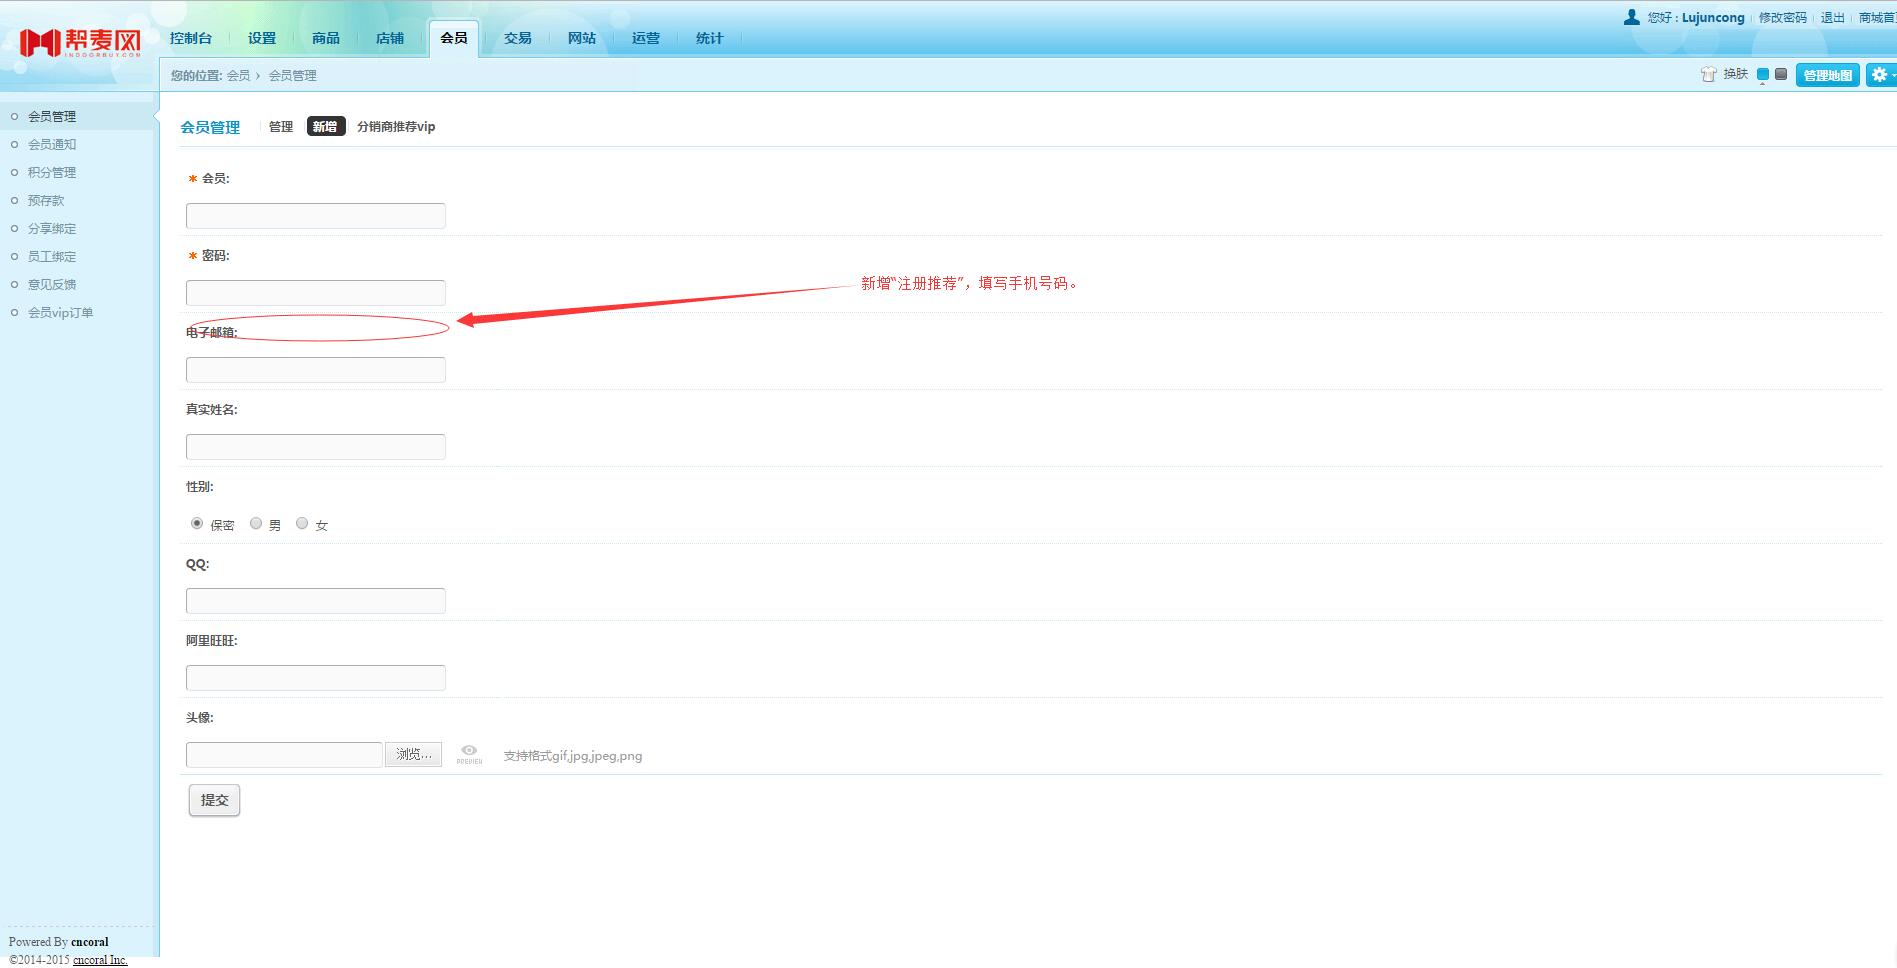 您好 : Lujuncong 修改密码 退出 商城首
帮麦网
INDOORBUY.COM
控制台 设置 商品 店铺 会员 交易 网站 运营 统计
您的位置: 会员 › 会员管理
换肤 管理地图
会员管理
会员通知
积分管理
预存款
分享绑定
员工绑定
意见反馈
会员vip订单
会员管理 管理 新增 分销商推荐vip
* 会员:
* 密码:
新增“注册推荐”，填写手机号码。
电子邮箱:
真实姓名:
性别:
保密 男 女
QQ:
阿里旺旺:
头像:
浏览... PREVIEW 支持格式gif,jpg,jpeg,png
提交
Powered By cncoral
©2014-2015 cncoral Inc.